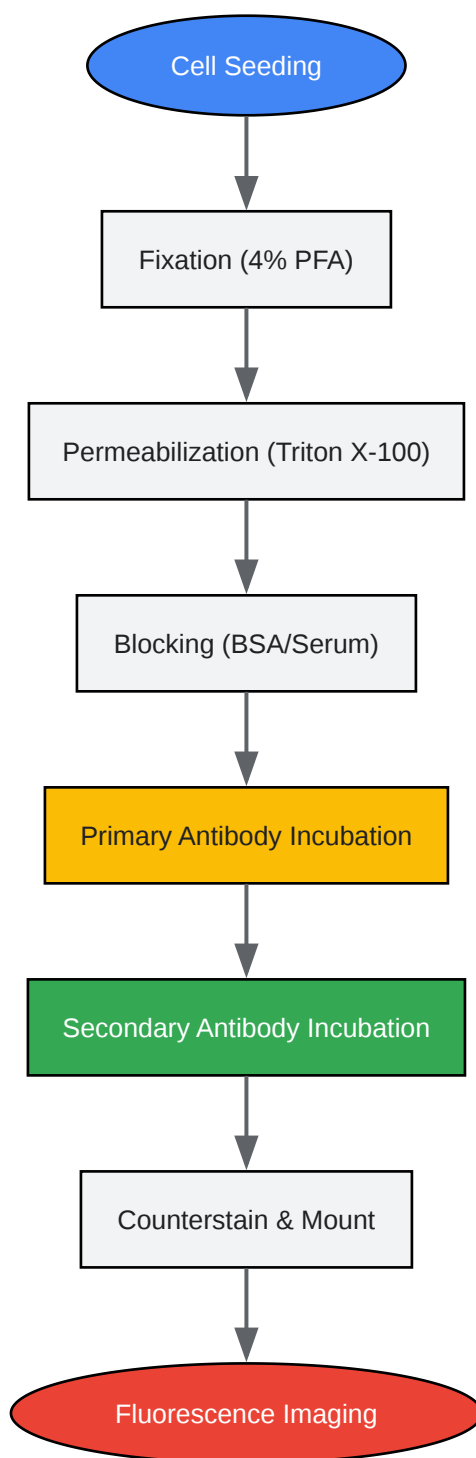 Cell Seeding
Fixation (4% PFA)
Permeabilization (Triton X-100)
Blocking (BSA/Serum)
Primary Antibody Incubation
Secondary Antibody Incubation
Counterstain & Mount
Fluorescence Imaging